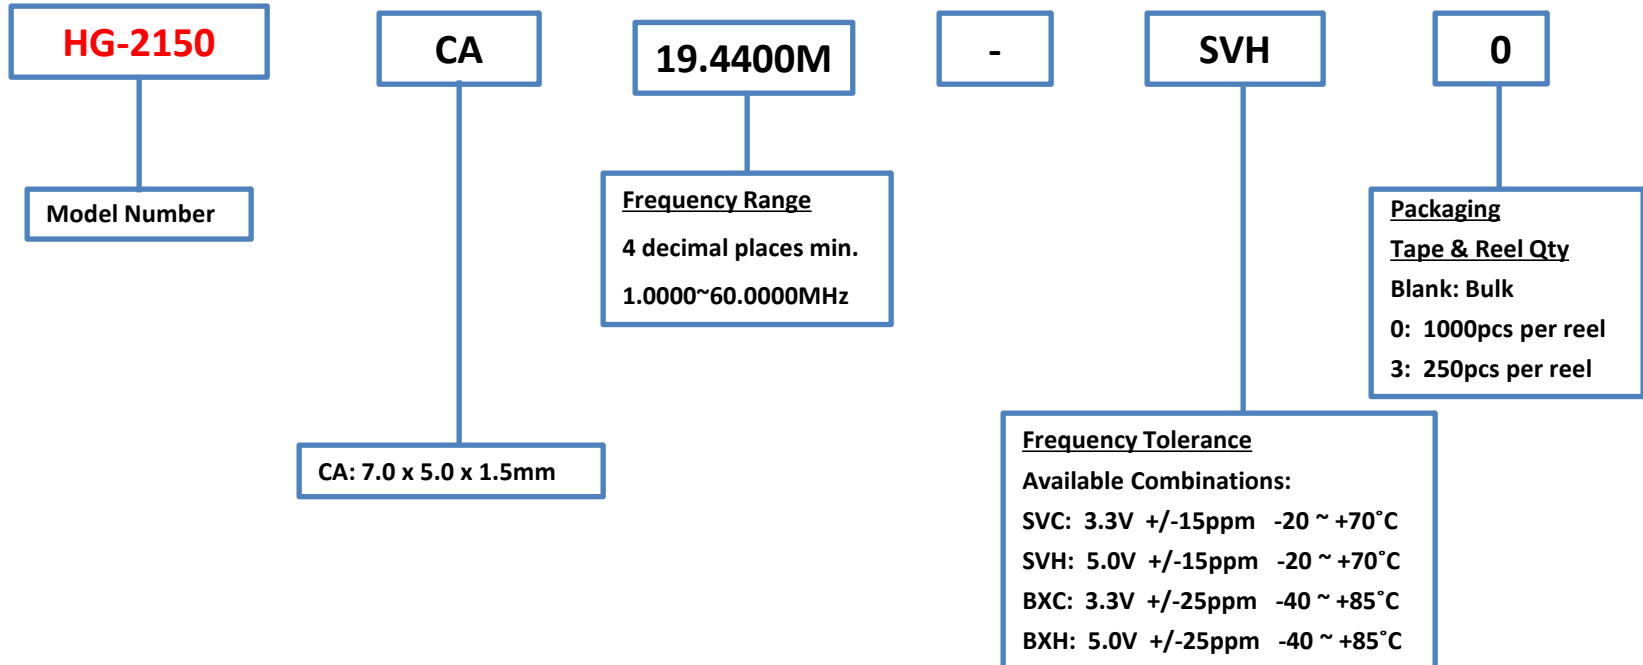 HG-2150 CA 19.4400M - SVH 0
Model Number
CA: 7.0 x 5.0 x 1.5mm
Frequency Range
4 decimal places min.
1.0000~60.0000MHz
Frequency Tolerance
Available Combinations:
SVC: 3.3V +/-15ppm -20 ~ +70˚C
SVH: 5.0V +/-15ppm -20 ~ +70˚C
BXC: 3.3V +/-25ppm -40 ~ +85˚C
BXH: 5.0V +/-25ppm -40 ~ +85˚C
Packaging
Tape & Reel Qty
Blank: Bulk
0: 1000pcs per reel
3: 250pcs per reel